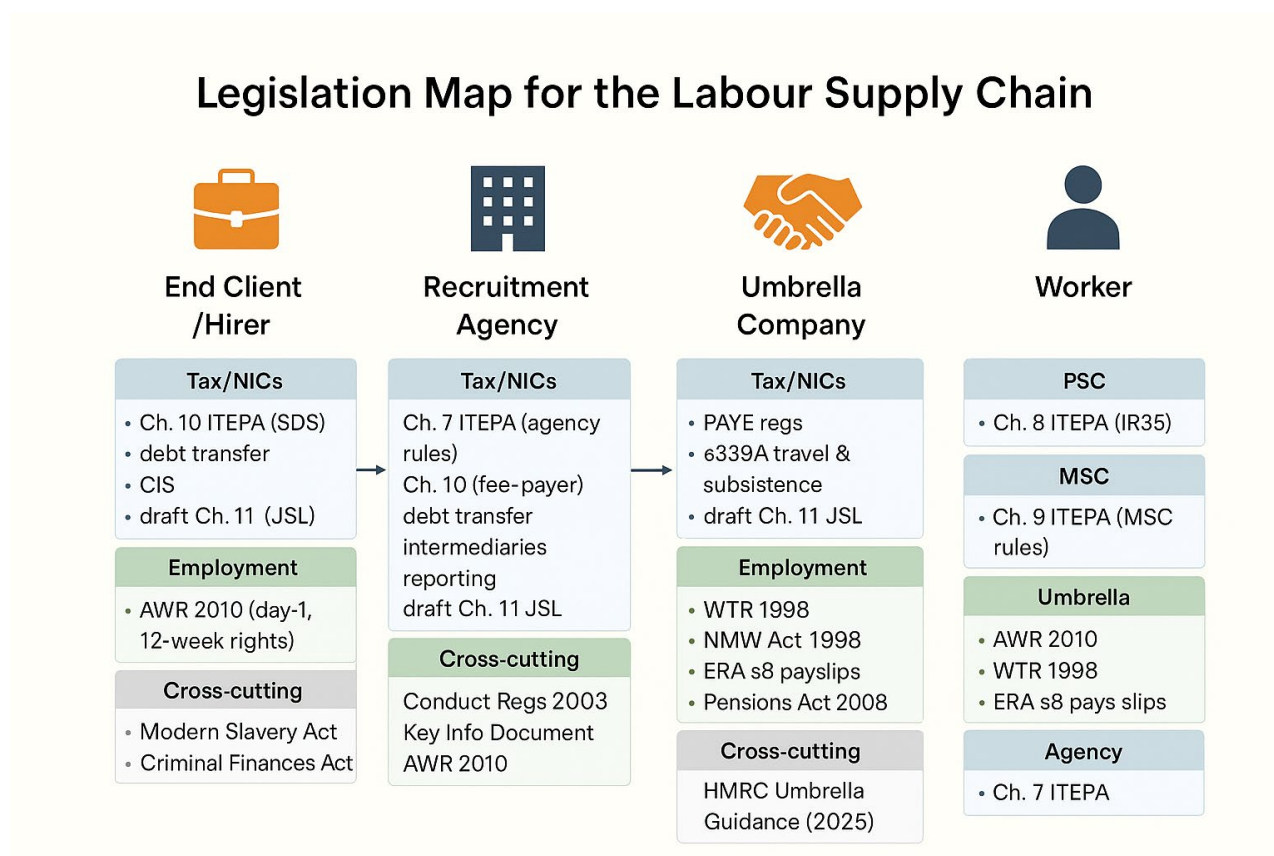 Legislation Map for the Labour Supply Chain
End Client
/Hirer
Tax/NICs
• Ch. 10 ITEPA (SDS)
• debt transfer
• CIS
• draft Ch. 11 (JSL)
Employment
• AWR 2010 (day-1,
12-week rights)
Cross-cutting
• Modern Slavery Act
• Criminal Finances Act
Recruitment
Agency
Tax/NICs
Ch. 7 ITEPA (agency
rules)
Ch. 10 (fee-payer)
debt transfer
intermediaries
reporting
draft Ch. 11 JSL
Cross-cutting
Conduct Regs 2003
Key Info Document
AWR 2010
Umbrella
Company
Tax/NICs
• PAYE regs
• 6339A travel &
subsistence
• draft Ch. 11 JSL
Employment
• WTR 1998
• NMW Act 1998
• ERA s8 payslips
• Pensions Act 2008
Cross-cutting
HMRC Umbrella
Guidance (2025)
Worker
PSC
• Ch. 8 ITEPA (IR35)
MSC
• Ch. 9 ITEPA (MSC
rules)
Umbrella
• AWR 2010
• WTR 1998
• ERA s8 pays slips
Agency
• Ch. 7 ITEPA